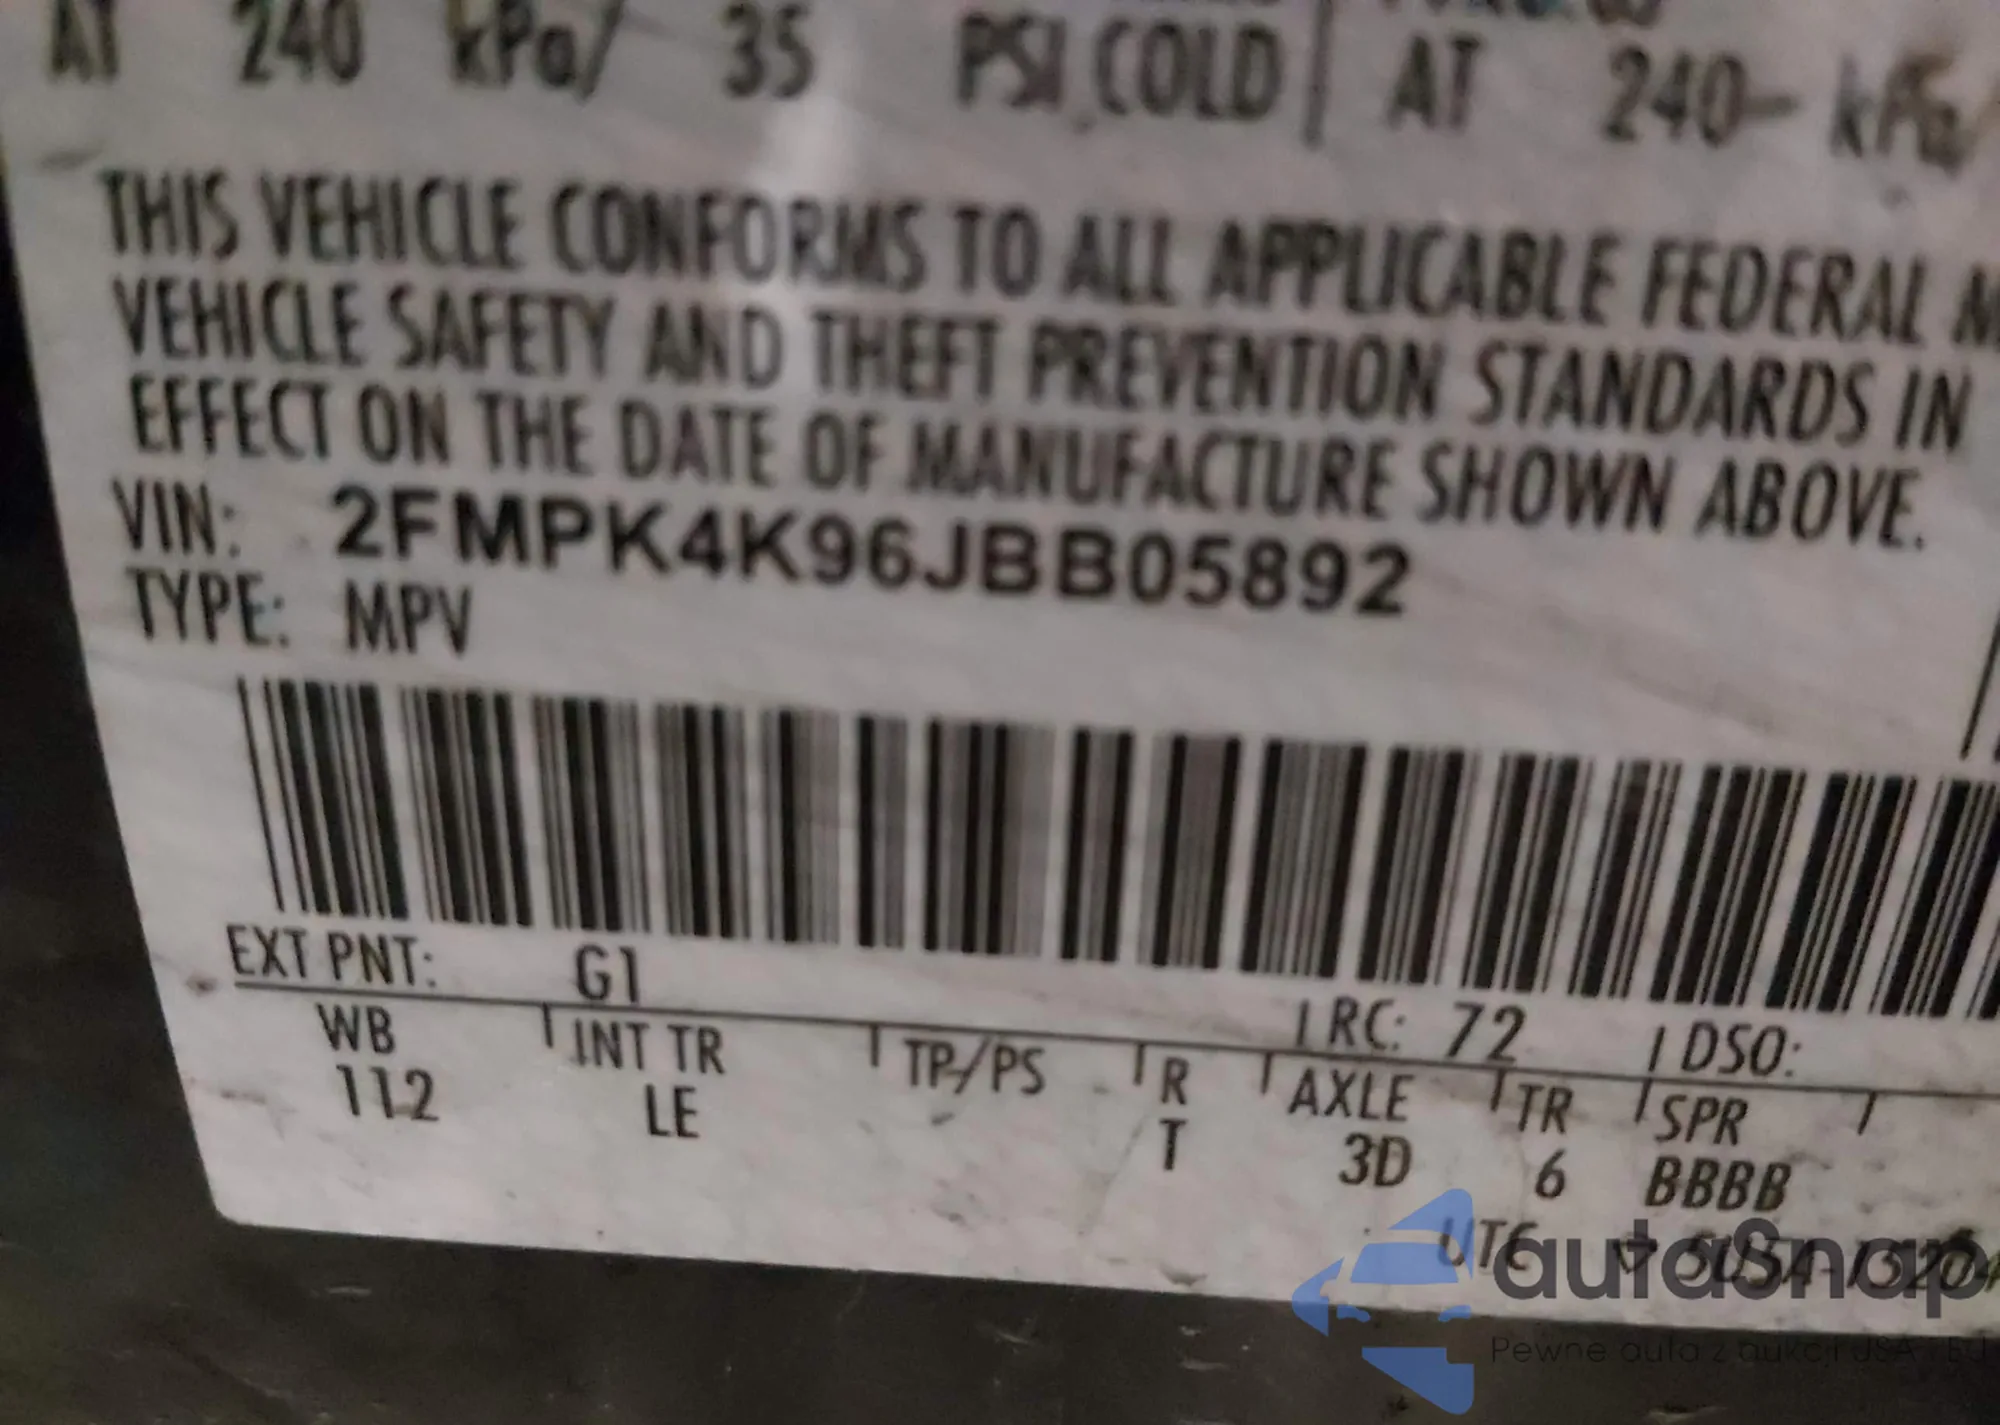 AT 240 kPa/ 35 PSI COLD AT 240 kPa/
THIS VEHICLE CONFORMS TO ALL APPLICABLE FEDERAL
VEHICLE SAFETY AND THEFT PREVENTION STANDARDS IN
EFFECT ON THE DATE OF MANUFACTURE SHOWN ABOVE.
VIN: 2FMPK4K96JBB05892
TYPE: MPV
EXT PNT: G1 RC: 72 DSO:
WB INT TR TP/PS R AXLE TR SPR
112 LE T 3D 6 BBBB
UTC
autaSnap
Pewne auta z aukcji USA i EU